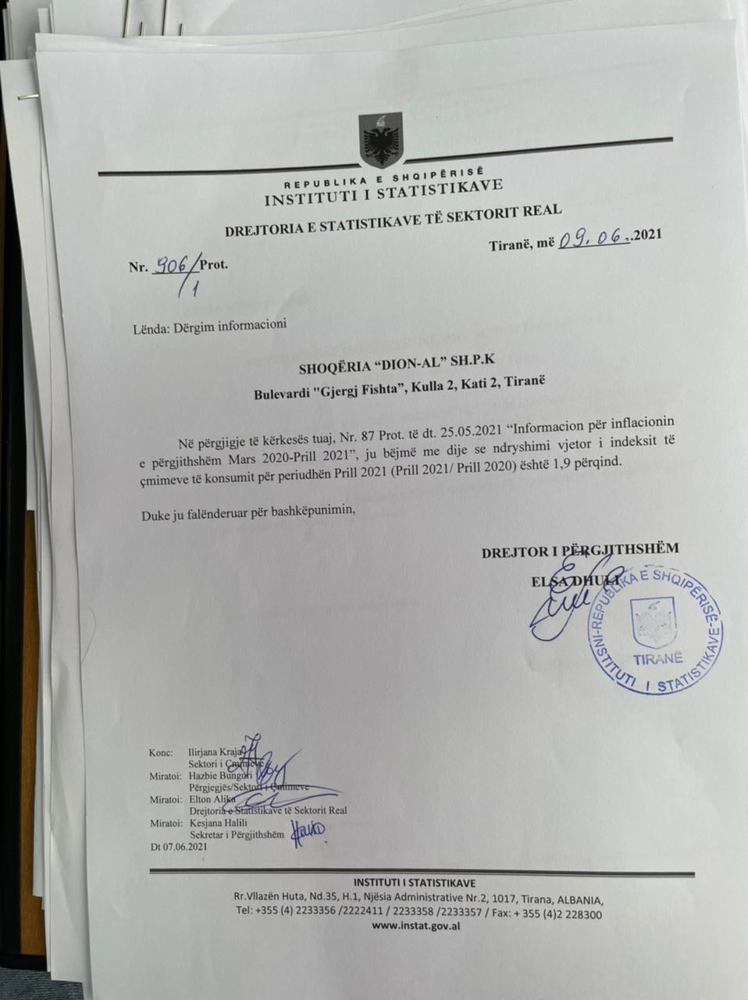 REPUBLIKA E SHQIPËRISË
INSTITUTI I STATISTIKAVE
DREJTORIA E STATISTIKAVE TË SEKTORIT REAL
Nr. 906/1 Prot.
Tiranë, më 09.06..2021
Lënda: Dërgim informacioni
SHOQËRIA “DION-AL” SH.P.K
Bulevardi "Gjergj Fishta”, Kulla 2, Kati 2, Tiranë
Në përgjigje të kërkesës tuaj, Nr. 87 Prot. të dt. 25.05.2021 “Informacion për inflacionin
e përgjithshëm Mars 2020-Prill 2021”, ju bëjmë me dije se ndryshimi vjetor i indeksit të
çmimeve të konsumit për periudhën Prill 2021 (Prill 2021/ Prill 2020) është 1,9 përqind.
Duke ju falënderuar për bashkëpunimin,
DREJTOR I PËRGJITHSHËM
ELSA DHULI
INSTITUTI I STATISTIKAVE-REPUBLIKA E SHQIPËRISË-
TIRANË
Konc: Ilirjana Kraja
Sektori i Çmimeve
Miratoi: Hazbie Bunguri
Përgjegjës/Sektori i Çmimeve
Miratoi: Elton Alika
Drejtoria e Statistikave të Sektorit Real
Miratoi: Kesjana Halili
Sekretar i Përgjithshëm
Dt 07.06.2021
INSTITUTI I STATISTIKAVE
Rr.Vllazën Huta, Nd.35, H.1, Njësia Administrative Nr.2, 1017, Tirana, ALBANIA,
Tel: +355 (4) 2233356 /2222411 / 2233358 /2233357 / Fax: + 355 (4)2 228300
www.instat.gov.al